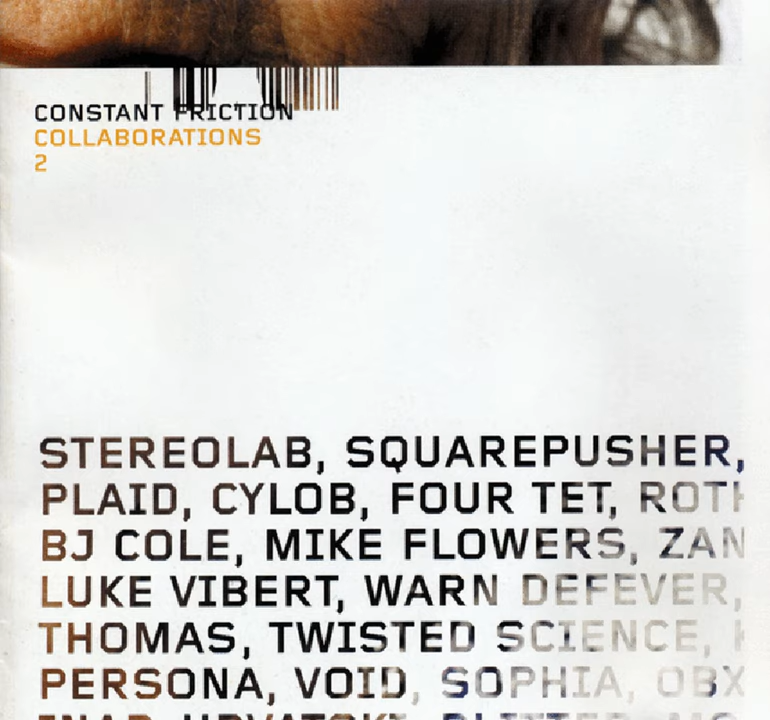 CONSTANT FRICTION
COLLABORATIONS
2
STEREOLAB, SQUAREPUSHER,
PLAID, CYLOB, FOUR TET,
BJ COLE, MIKE FLOWERS,
LUKE VIBERT, WARN DEFEVER,
THOMAS, TWISTED SCIENCE,
PERSONA, VOID, SOPHIA,